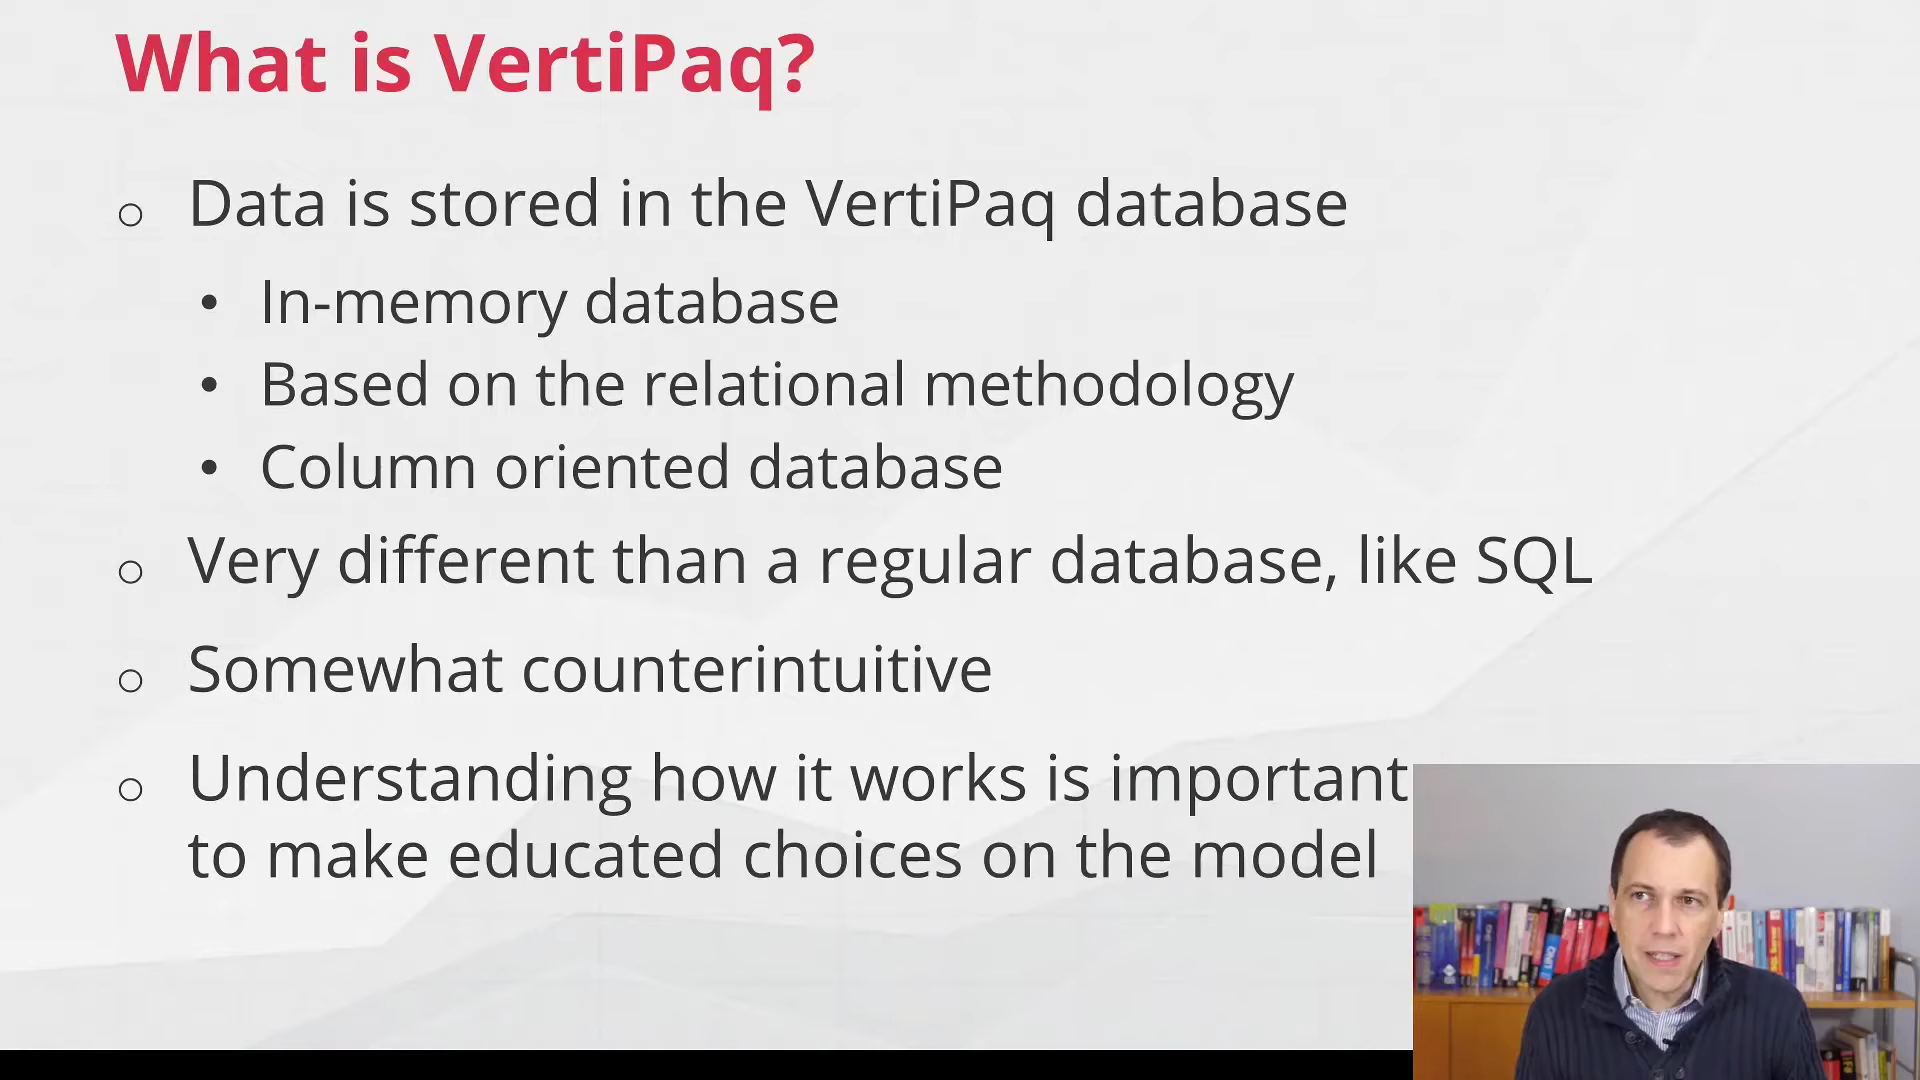 What is VertiPaq?
Data is stored in the VertiPaq database
In-memory database
Based on the relational methodology
Column oriented database
Very different than a regular database, like SQL
Somewhat counterintuitive
Understanding how it works is important
to make educated choices on the model
LINQ